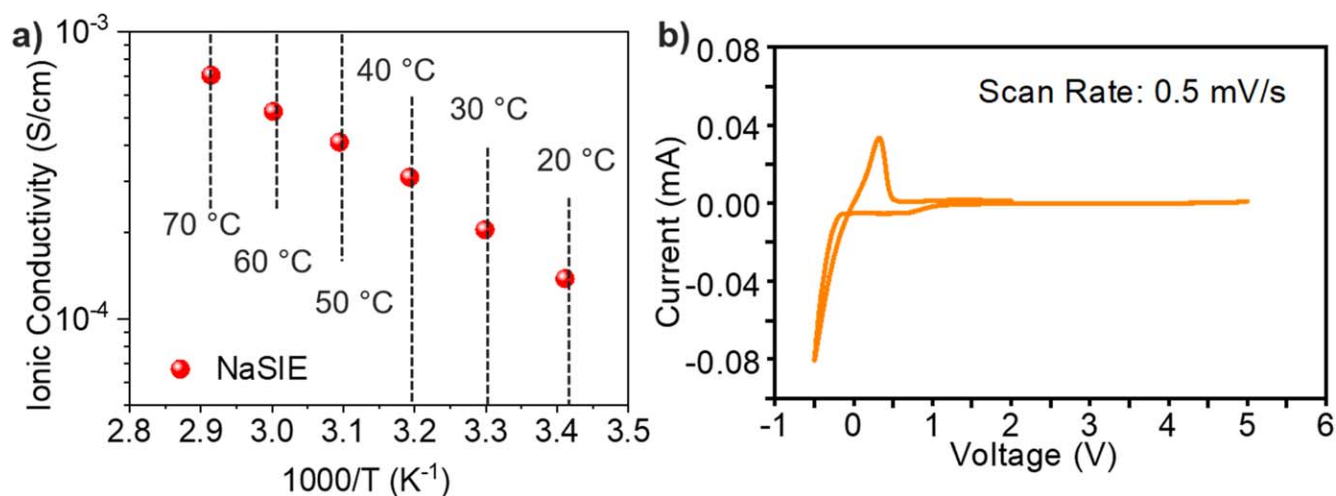 a)
Ionic Conductivity (S/cm)
10⁻³
10⁻⁴
70 °C
60 °C
50 °C
40 °C
30 °C
20 °C
NaSIE
2.8 2.9 3.0 3.1 3.2 3.3 3.4 3.5
1000/T (K⁻¹)
b)
Current (mA)
0.08
0.04
0.00
-0.04
-0.08
Scan Rate: 0.5 mV/s
-1 0 1 2 3 4 5 6
Voltage (V)